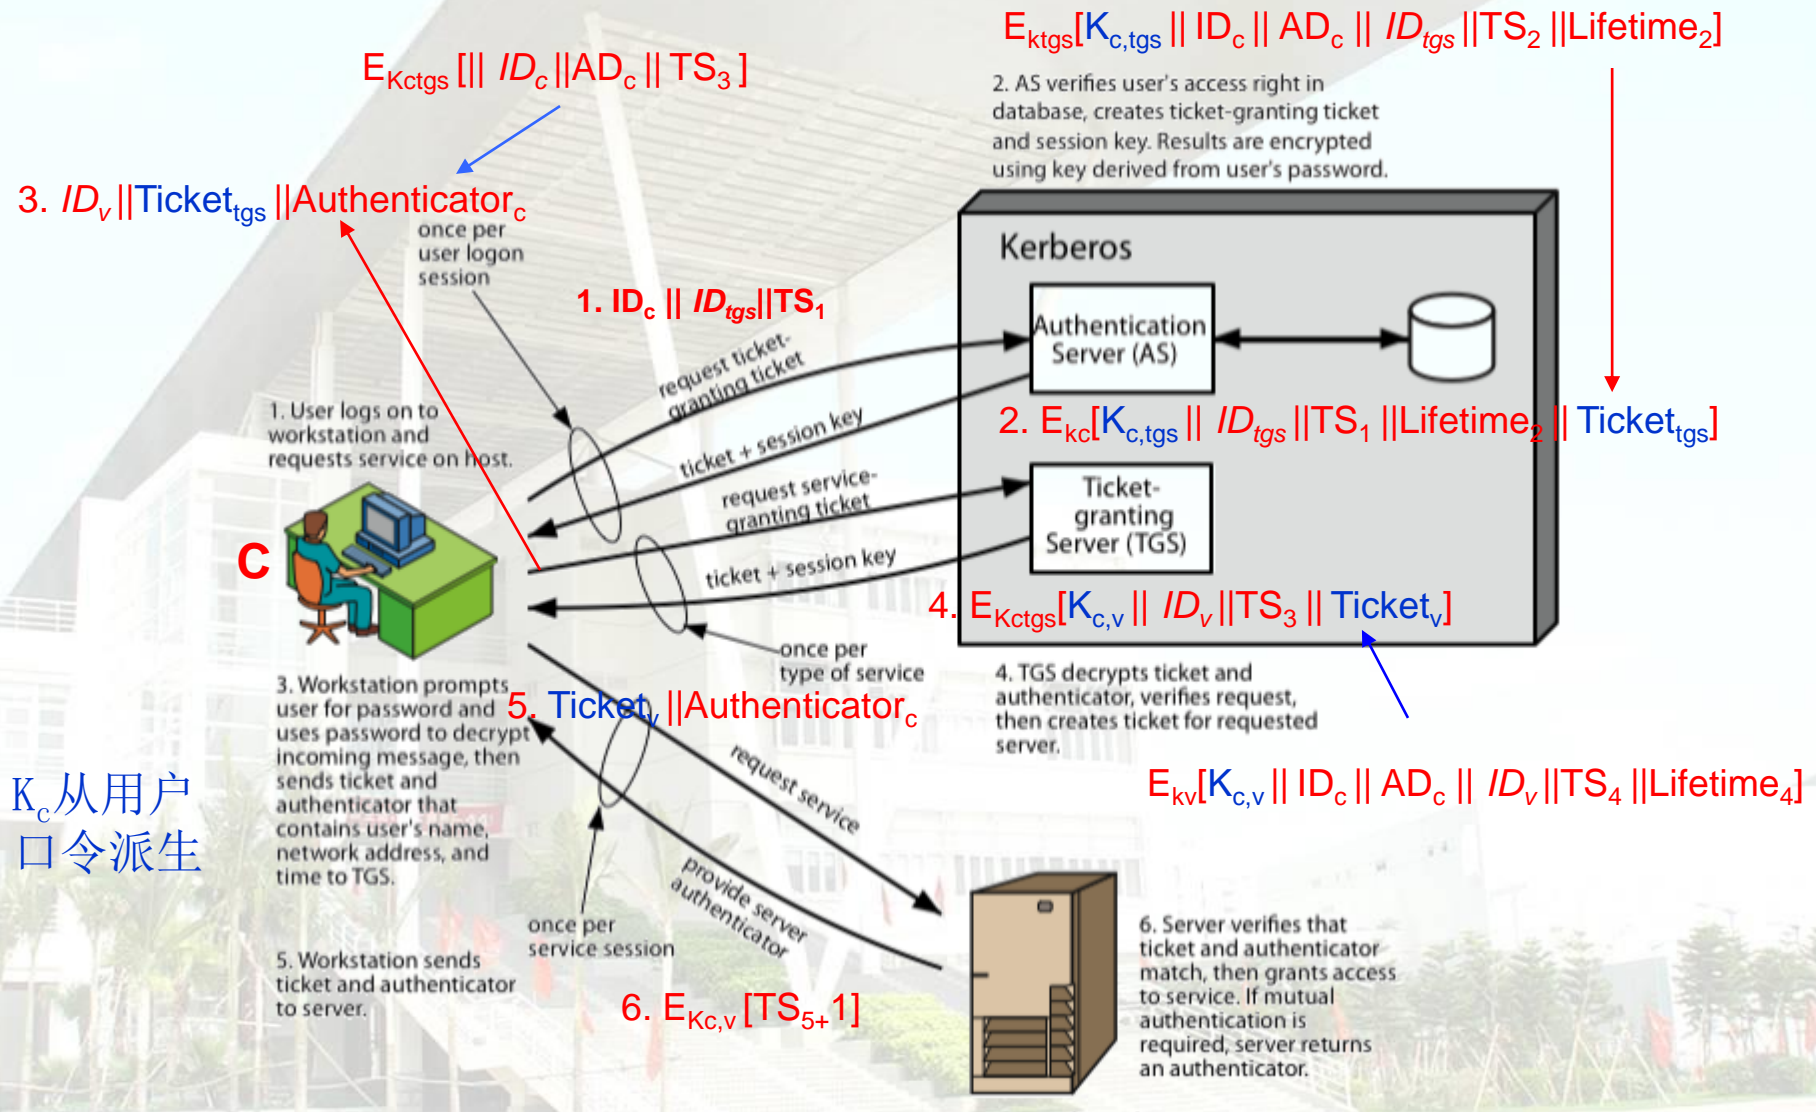 E_ktgs[K_c,tgs || ID_c || AD_c || ID_tgs ||TS_2 ||Lifetime_2]
E_Kctgs [|| ID_c ||AD_c || TS_3 ]
2. AS verifies user's access right in
database, creates ticket-granting ticket
and session key. Results are encrypted
using key derived from user's password.
3. ID_v ||Ticket_tgs ||Authenticator_c
once per
user logon
session
Kerberos
1. ID_c || ID_tgs||TS_1
Authentication
Server (AS)
request ticket-
granting ticket
1. User logs on to
workstation and
requests service on host.
2. E_kc[K_c,tgs || ID_tgs ||TS_1 ||Lifetime_2 || Ticket_tgs]
ticket + session key
request service-
granting ticket
Ticket-
granting
Server (TGS)
C
ticket + session key
4. E_Kctgs[K_c,v || ID_v||TS_3 || Ticket_v]
once per
type of service
3. Workstation prompts
user for password and
uses password to decrypt
incoming message, then
sends ticket and
authenticator that
contains user's name,
network address, and
time to TGS.
5. Ticket_v ||Authenticator_c
4. TGS decrypts ticket and
authenticator, verifies request,
then creates ticket for requested
server.
request service
E_kv[K_c,v || ID_c || AD_c || ID_v ||TS_4 ||Lifetime_4]
K_c从用户
口令派生
provide server
authenticator
once per
service session
5. Workstation sends
ticket and authenticator
to server.
6. E_Kc,v [TS_5+1]
6. Server verifies that
ticket and authenticator
match, then grants access
to service. If mutual
authentication is
required, server returns
an authenticator.